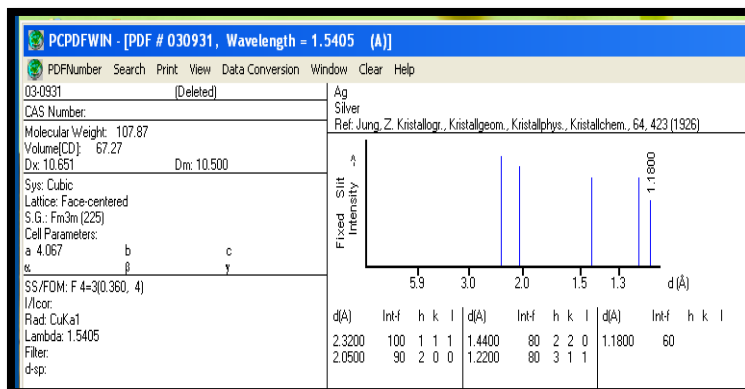 PCPDFWIN - [PDF # 030931, Wavelength = 1.5405 (A)]
PDFNumber Search Print View Data Conversion Window Clear Help
03-0931 (Deleted)
CAS Number:
Molecular Weight: 107.87
Volume[CD]: 67.27
Dx: 10.651 Dm: 10.500
Sys: Cubic
Lattice: Face-centered
S.G.: Fm3m (225)
Cell Parameters:
a 4.067 b c
α β γ
SS/FOM: F 4=3(0.360, 4)
I/Icor:
Rad: CuKa1
Lambda: 1.5405
Filter:
d-sp:
Ag
Silver
Ref: Jung, Z. Kristallogr., Kristallgeom., Kristallphys., Kristallchem., 64, 423 (1926)
Fixed Slit
Intensity ->
1.1800
5.9 3.0 2.0 1.5 1.3 d (Å)
d(A) Int-f h k l d(A) Int-f h k l d(A) Int-f h k l
2.3200 100 1 1 1 1.4400 80 2 2 0 1.1800 60
2.0500 90 2 0 0 1.2200 80 3 1 1